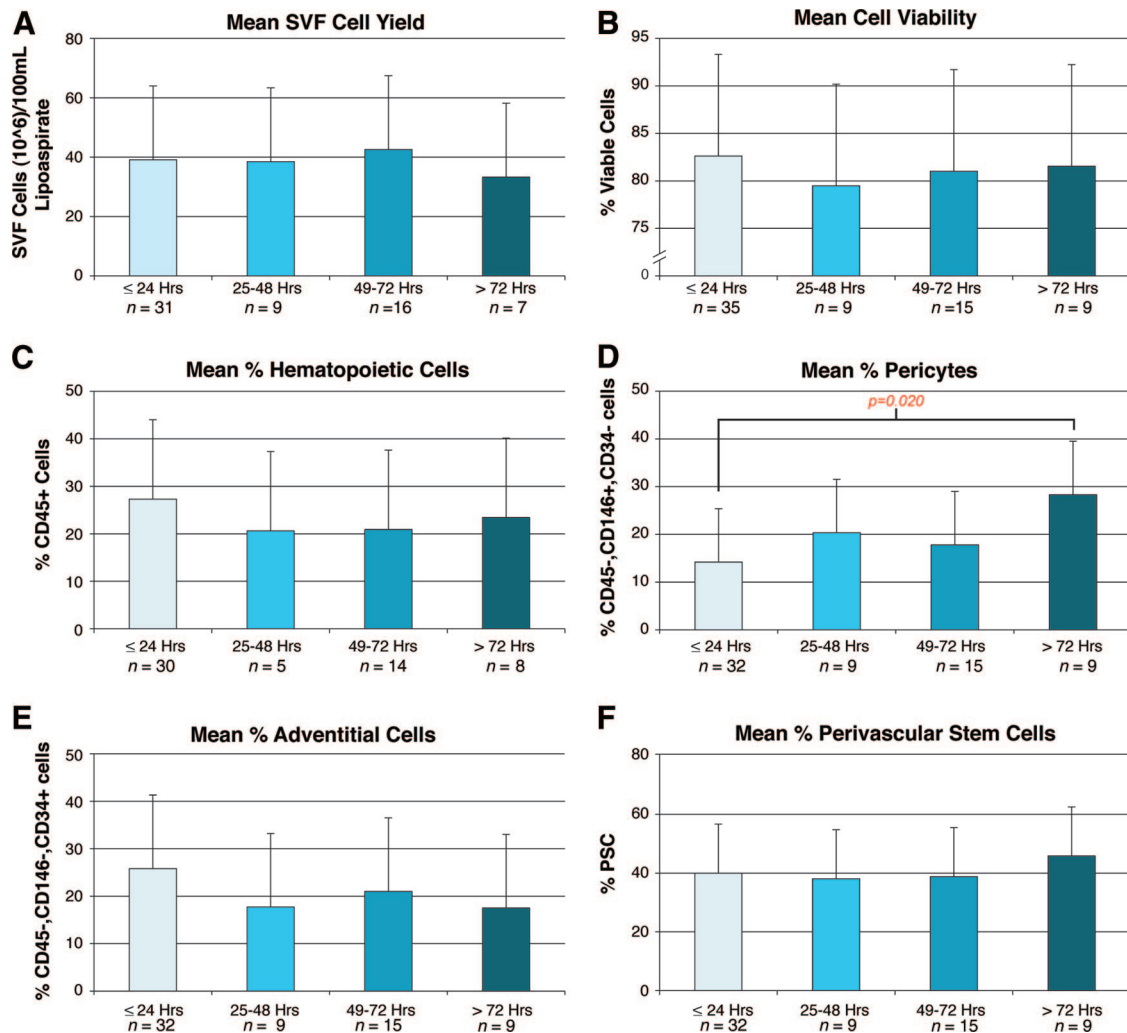 A
Mean SVF Cell Yield
SVF Cells (10^6)/100mL
Lipoaspirate
80
60
40
20
0
≤ 24 Hrs 25-48 Hrs 49-72 Hrs > 72 Hrs
n = 31 n = 9 n =16 n = 7
B
Mean Cell Viability
% Viable Cells
95
90
85
80
75
0
≤ 24 Hrs 25-48 Hrs 49-72 Hrs > 72 Hrs
n = 35 n = 9 n = 15 n = 9
C
Mean % Hematopoietic Cells
% CD45+ Cells
50
40
30
20
10
0
≤ 24 Hrs 25-48 Hrs 49-72 Hrs > 72 Hrs
n = 30 n = 5 n = 14 n = 8
D
Mean % Pericytes
% CD45-,CD146+,CD34- cells
50
40
30
20
10
0
p=0.020
≤ 24 Hrs 25-48 Hrs 49-72 Hrs > 72 Hrs
n = 32 n = 9 n = 15 n = 9
E
Mean % Adventitial Cells
% CD45-,CD146-,CD34+ cells
50
40
30
20
10
0
≤ 24 Hrs 25-48 Hrs 49-72 Hrs > 72 Hrs
n = 32 n = 9 n = 15 n = 9
F
Mean % Perivascular Stem Cells
% PSC
80
60
40
20
0
≤ 24 Hrs 25-48 Hrs 49-72 Hrs > 72 Hrs
n = 32 n = 9 n = 15 n = 9